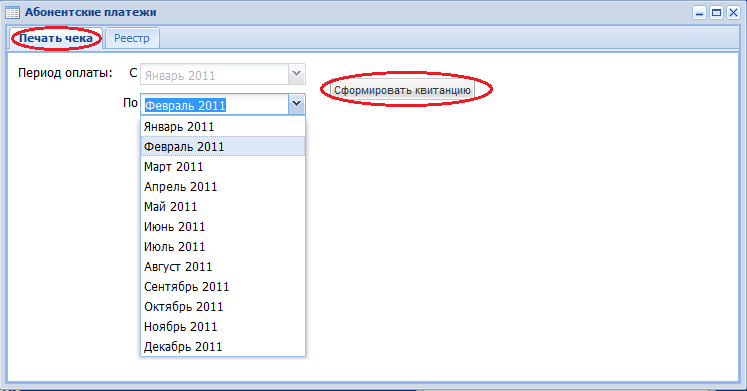 Абонентские платежи
Печать чека
Реестр
Период оплаты: С Январь 2011
Сформировать квитанцию
По Февраль 2011
Январь 2011
Февраль 2011
Март 2011
Апрель 2011
Май 2011
Июнь 2011
Июль 2011
Август 2011
Сентябрь 2011
Октябрь 2011
Ноябрь 2011
Декабрь 2011